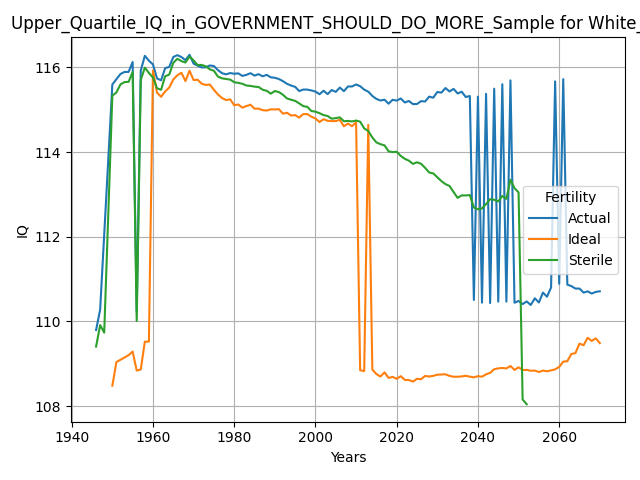 Upper_Quartile_IQ_in_GOVERNMENT_SHOULD_DO_MORE_Sample for White_
116
114
112
110
108
IQ
Fertility
Actual
Ideal
Sterile
1940 1960 1980 2000 2020 2040 2060
Years